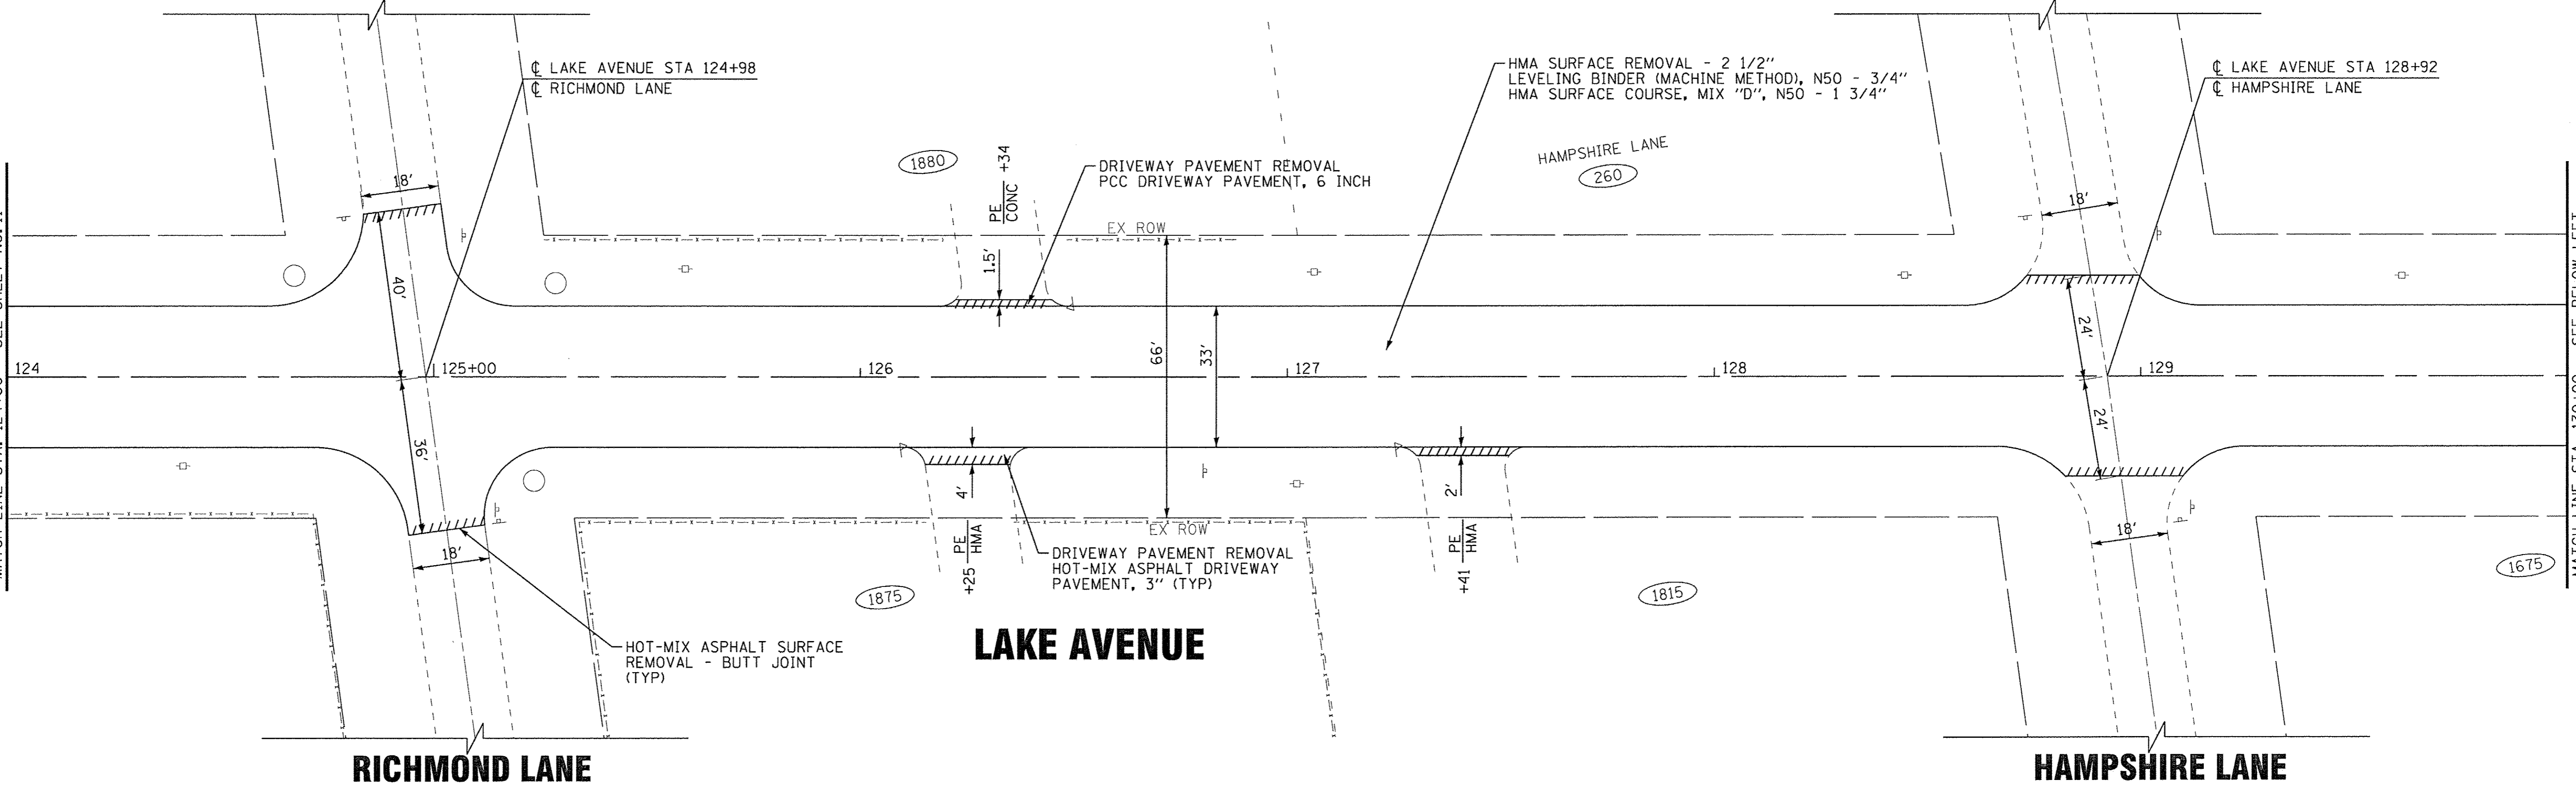 ℄ LAKE AVENUE STA 124+98
℄ RICHMOND LANE
HMA SURFACE REMOVAL - 2 1/2"
LEVELING BINDER (MACHINE METHOD), N50 - 3/4"
HMA SURFACE COURSE, MIX "D", N50 - 1 3/4"
℄ LAKE AVENUE STA 128+92
℄ HAMPSHIRE LANE
1880
PE
CONC
+34
DRIVEWAY PAVEMENT REMOVAL
PCC DRIVEWAY PAVEMENT, 6 INCH
HAMPSHIRE LANE
260
18'
18'
EX ROW
1.5'
40'
24'
66'
33'
124
125+00
126
127
128
129
36'
24'
4'
2'
PE
HMA
+25
PE
HMA
+41
EX ROW
18'
18'
DRIVEWAY PAVEMENT REMOVAL
HOT-MIX ASPHALT DRIVEWAY
PAVEMENT, 3" (TYP)
1875
1815
1675
HOT-MIX ASPHALT SURFACE
REMOVAL - BUTT JOINT
(TYP)
LAKE AVENUE
RICHMOND LANE
HAMPSHIRE LANE